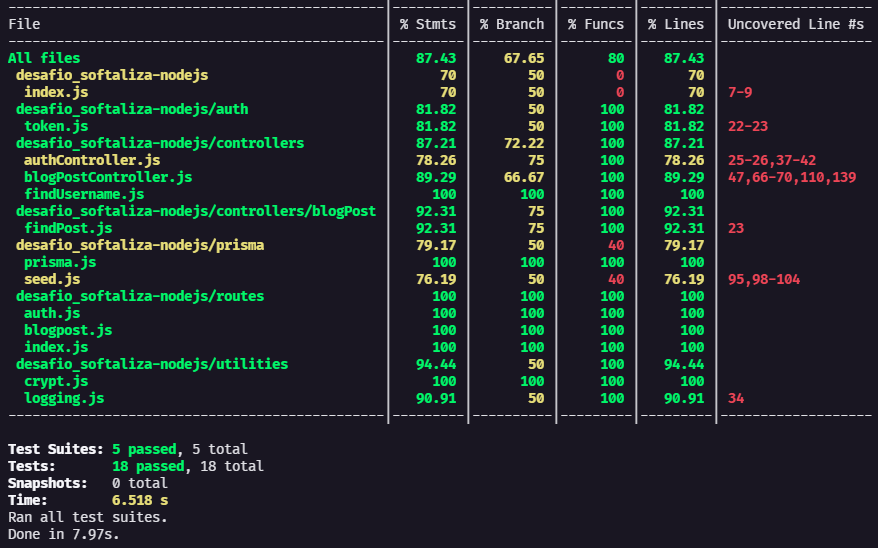 -----------------------------------------------|---------|----------|---------|---------|-------------------
File                                           | % Stmts | % Branch | % Funcs | % Lines | Uncovered Line #s
-----------------------------------------------|---------|----------|---------|---------|-------------------
All files                                      |   87.43 |    67.65 |      80 |   87.43 |
 desafio_softaliza-nodejs                      |      70 |       50 |       0 |      70 |
  index.js                                     |      70 |       50 |       0 |      70 | 7-9
 desafio_softaliza-nodejs/auth                 |   81.82 |       50 |     100 |   81.82 |
  token.js                                     |   81.82 |       50 |     100 |   81.82 | 22-23
 desafio_softaliza-nodejs/controllers          |   87.21 |    72.22 |     100 |   87.21 |
  authController.js                            |   78.26 |       75 |     100 |   78.26 | 25-26,37-42
  blogPostController.js                        |   89.29 |    66.67 |     100 |   89.29 | 47,66-70,110,139
  findUsername.js                              |     100 |      100 |     100 |     100 |
 desafio_softaliza-nodejs/controllers/blogPost |   92.31 |       75 |     100 |   92.31 |
  findPost.js                                  |   92.31 |       75 |     100 |   92.31 | 23
 desafio_softaliza-nodejs/prisma               |   79.17 |       50 |      40 |   79.17 |
  prisma.js                                    |     100 |      100 |     100 |     100 |
  seed.js                                      |   76.19 |       50 |      40 |   76.19 | 95,98-104
 desafio_softaliza-nodejs/routes               |     100 |      100 |     100 |     100 |
  auth.js                                      |     100 |      100 |     100 |     100 |
  blogpost.js                                  |     100 |      100 |     100 |     100 |
  index.js                                     |     100 |      100 |     100 |     100 |
 desafio_softaliza-nodejs/utilities            |   94.44 |       50 |     100 |   94.44 |
  crypt.js                                     |     100 |      100 |     100 |     100 |
  logging.js                                   |   90.91 |       50 |     100 |   90.91 | 34
-----------------------------------------------|---------|----------|---------|---------|-------------------
Test Suites: 5 passed, 5 total
Tests:       18 passed, 18 total
Snapshots:   0 total
Time:        6.518 s
Ran all test suites.
Done in 7.97s.